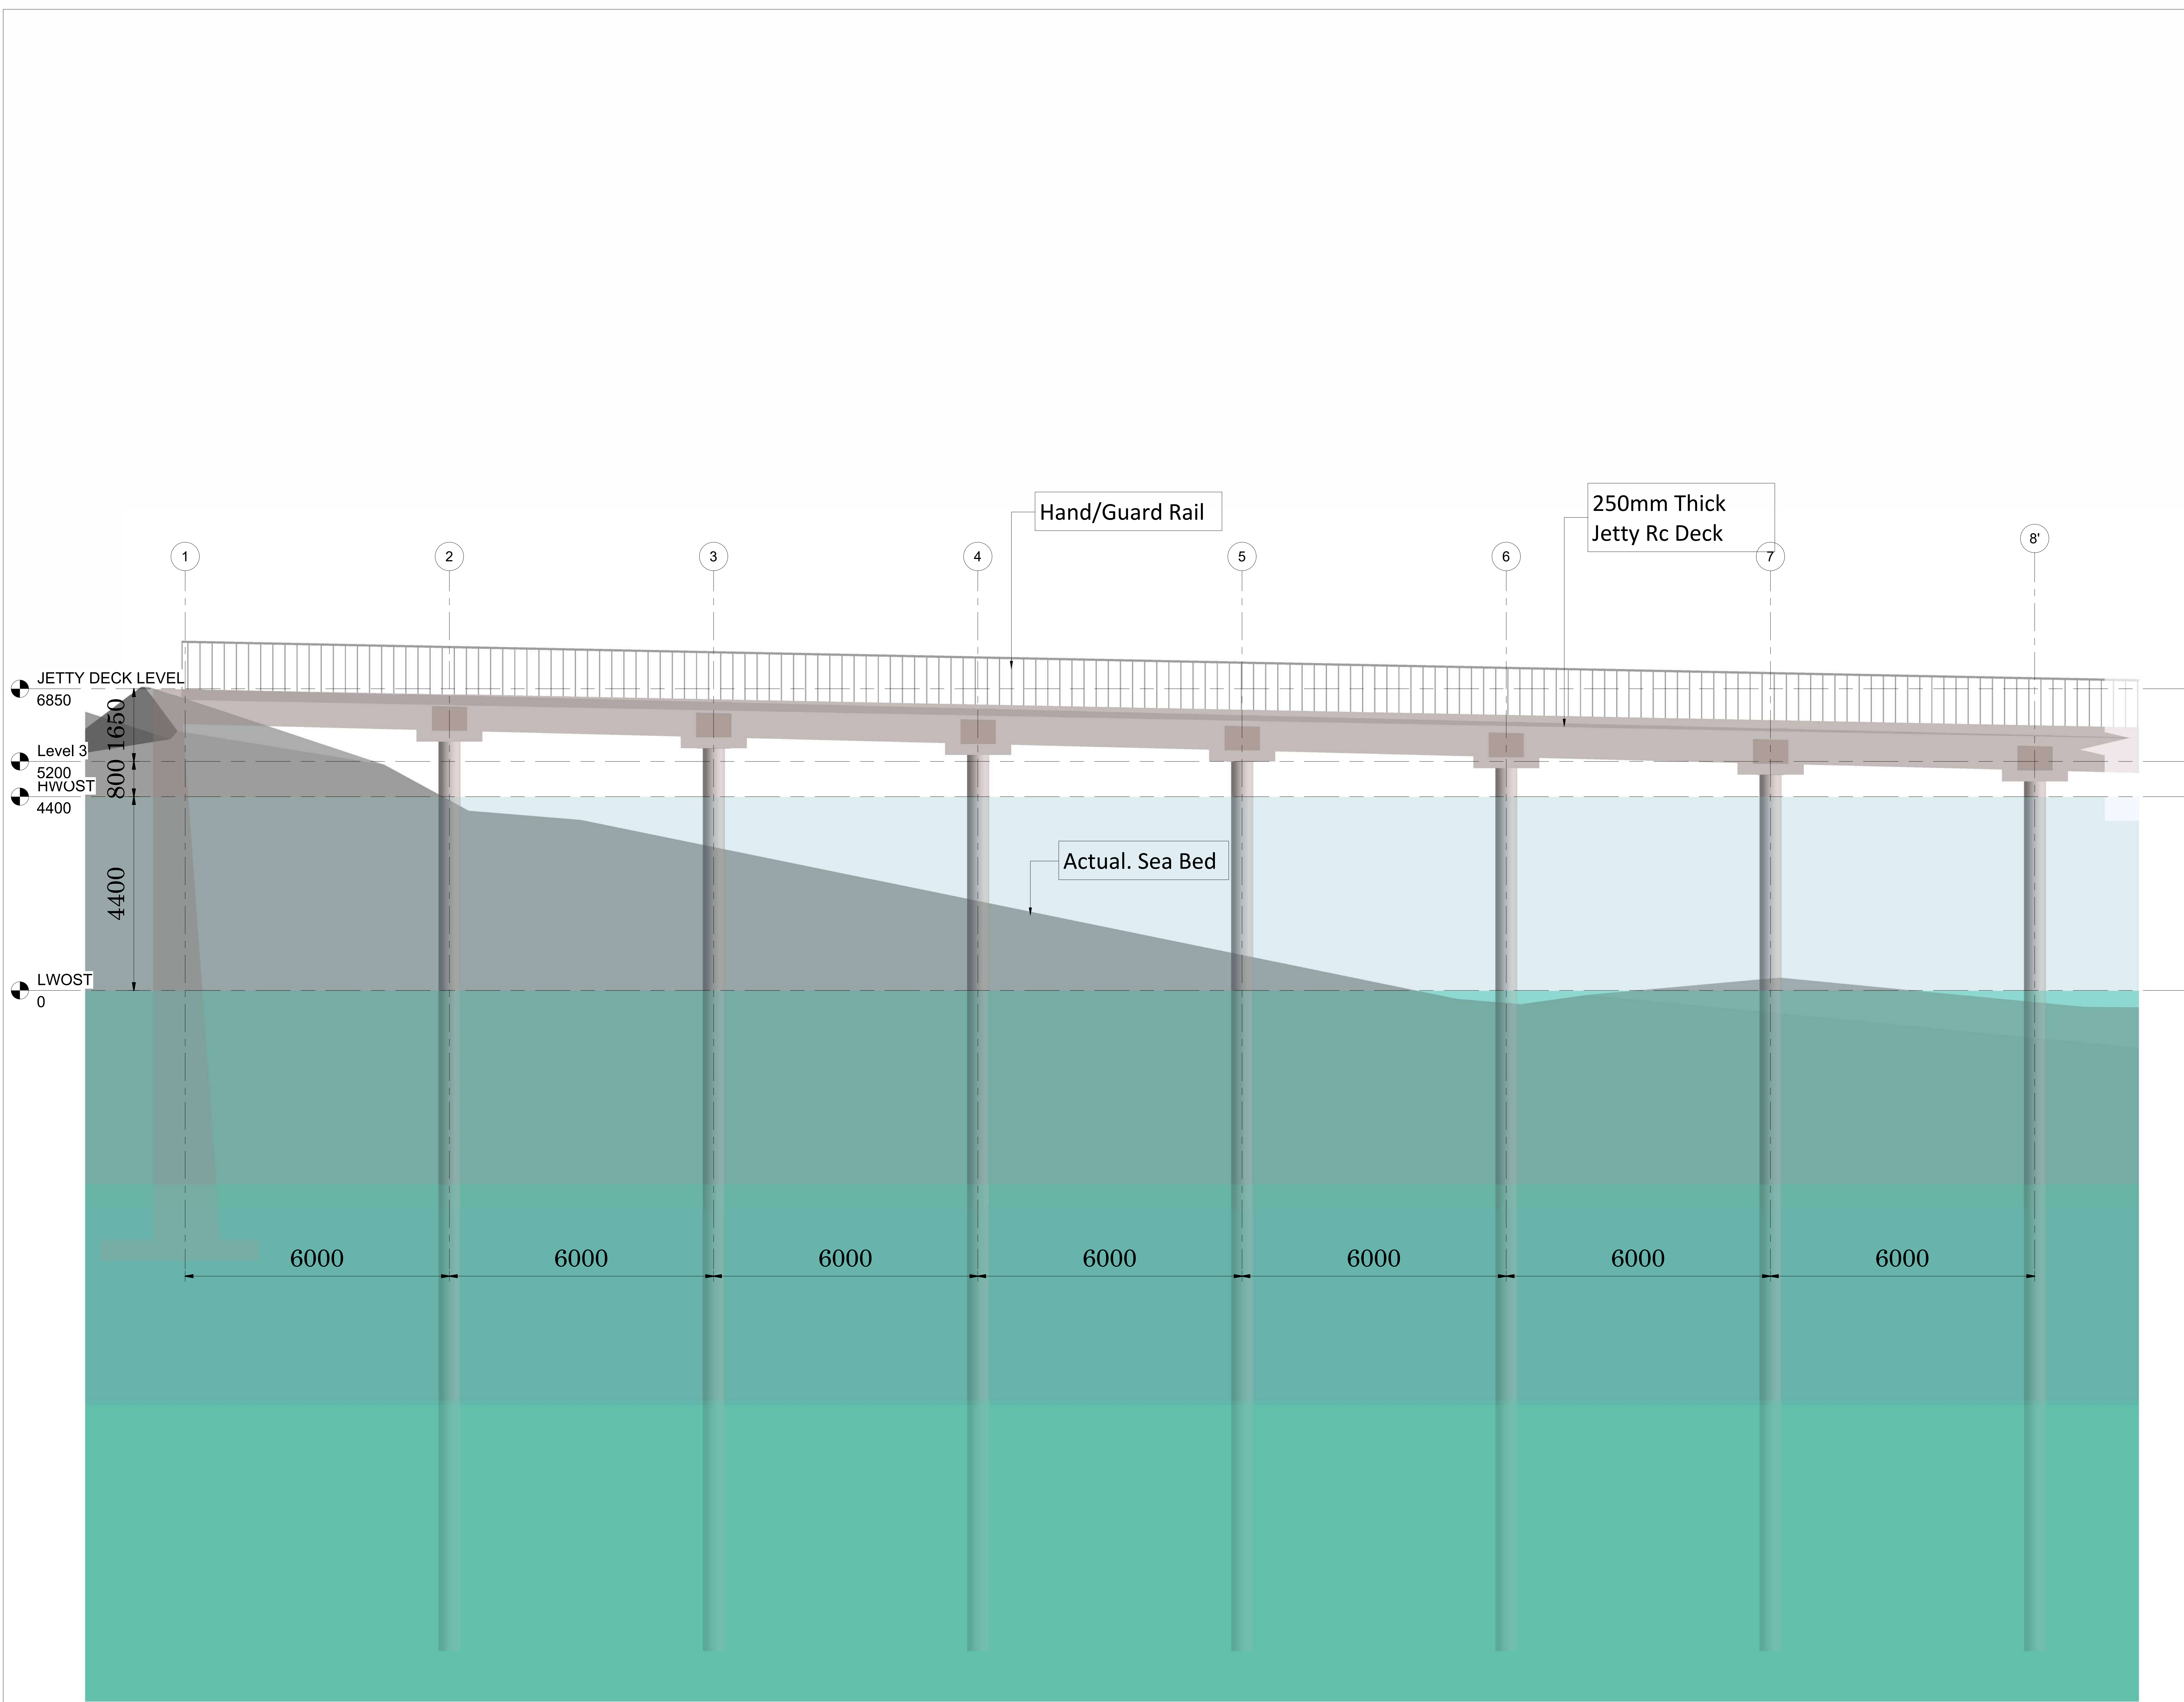 Hand/Guard Rail
250mm Thick
Jetty Rc Deck
1
2
3
4
5
6
7
8'
JETTY DECK LEVEL
6850
1650
Level 3
5200
800
HWOST
4400
Actual. Sea Bed
4400
LWOST
0
6000
6000
6000
6000
6000
6000
6000